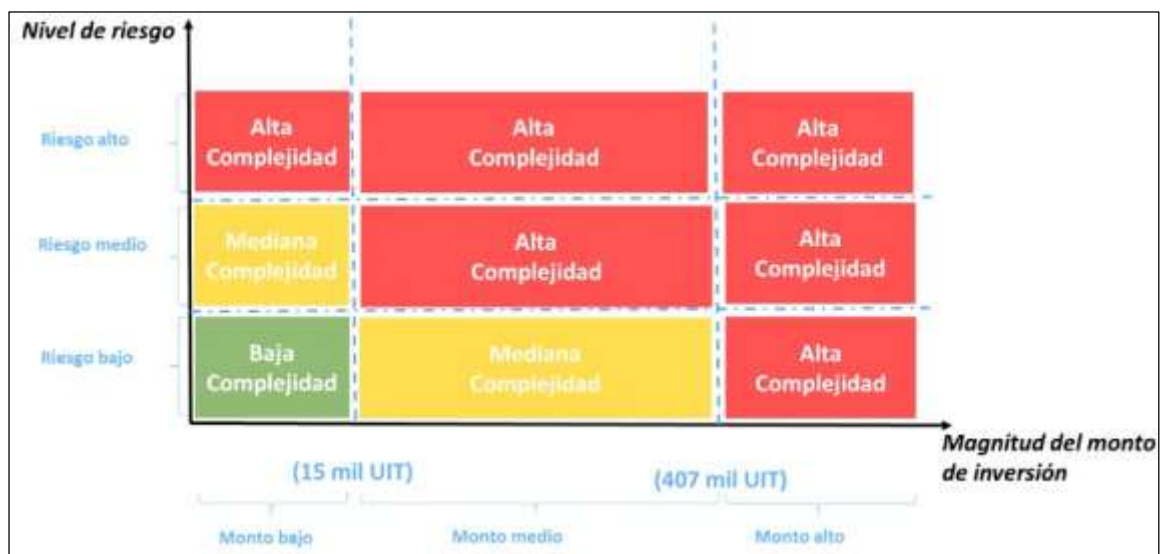 Nivel de riesgo
Riesgo alto
Alta
Complejidad
Alta
Complejidad
Alta
Complejidad
Riesgo medio
Mediana
Complejidad
Alta
Complejidad
Alta
Complejidad
Riesgo bajo
Baja
Complejidad
Mediana
Complejidad
Alta
Complejidad
Magnitud del monto
de inversión
(15 mil UIT)
(407 mil UIT)
Monto bajo
Monto medio
Monto alto